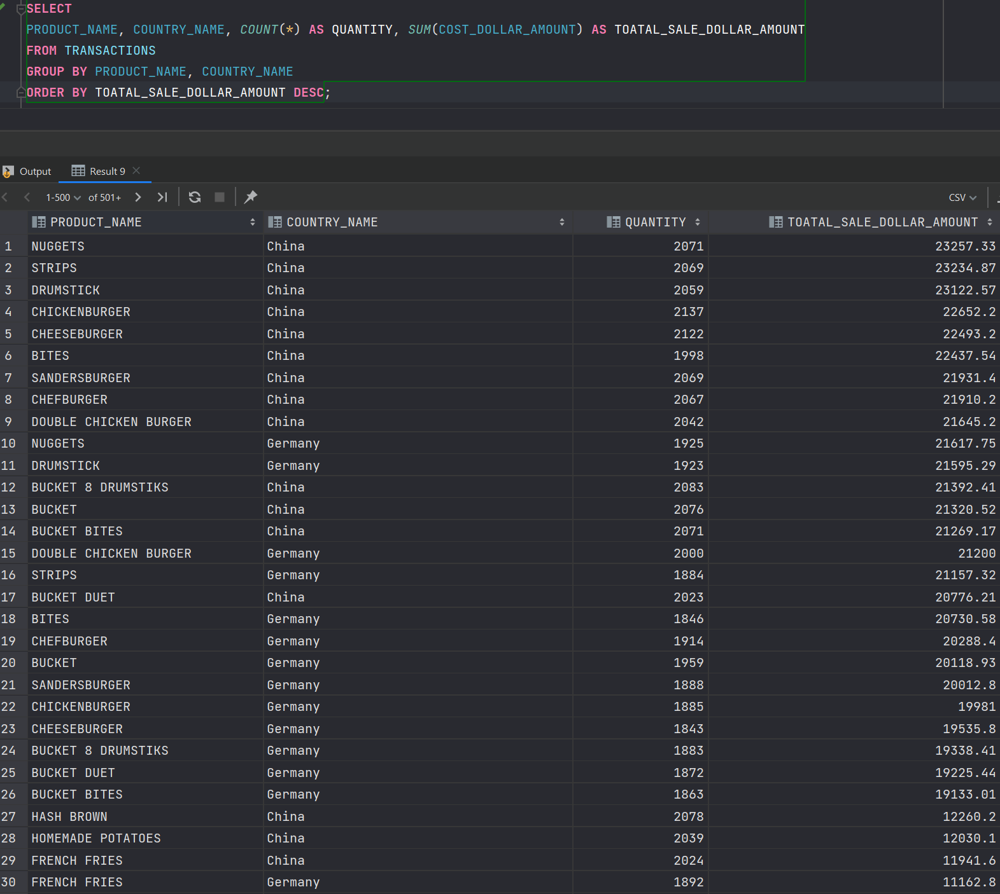 SELECT
PRODUCT_NAME, COUNTRY_NAME, COUNT(*) AS QUANTITY, SUM(COST_DOLLAR_AMOUNT) AS TOATAL_SALE_DOLLAR_AMOUNT
FROM TRANSACTIONS
GROUP BY PRODUCT_NAME, COUNTRY_NAME
ORDER BY TOATAL_SALE_DOLLAR_AMOUNT DESC;
Output Result 9
1-500 of 501+ CSV
PRODUCT_NAME COUNTRY_NAME QUANTITY TOATAL_SALE_DOLLAR_AMOUNT
1 NUGGETS China 2071 23257.33
2 STRIPS China 2069 23234.87
3 DRUMSTICK China 2059 23122.57
4 CHICKENBURGER China 2137 22652.2
5 CHEESEBURGER China 2122 22493.2
6 BITES China 1998 22437.54
7 SANDERSBURGER China 2069 21931.4
8 CHEFBURGER China 2067 21910.2
9 DOUBLE CHICKEN BURGER China 2042 21645.2
10 NUGGETS Germany 1925 21617.75
11 DRUMSTICK Germany 1923 21595.29
12 BUCKET 8 DRUMSTIKS China 2083 21392.41
13 BUCKET China 2076 21320.52
14 BUCKET BITES China 2071 21269.17
15 DOUBLE CHICKEN BURGER Germany 2000 21200
16 STRIPS Germany 1884 21157.32
17 BUCKET DUET China 2023 20776.21
18 BITES Germany 1846 20730.58
19 CHEFBURGER Germany 1914 20288.4
20 BUCKET Germany 1959 20118.93
21 SANDERSBURGER Germany 1888 20012.8
22 CHICKENBURGER Germany 1885 19981
23 CHEESEBURGER Germany 1843 19535.8
24 BUCKET 8 DRUMSTIKS Germany 1883 19338.41
25 BUCKET DUET Germany 1872 19225.44
26 BUCKET BITES Germany 1863 19133.01
27 HASH BROWN China 2078 12260.2
28 HOMEMADE POTATOES China 2039 12030.1
29 FRENCH FRIES China 2024 11941.6
30 FRENCH FRIES Germany 1892 11162.8